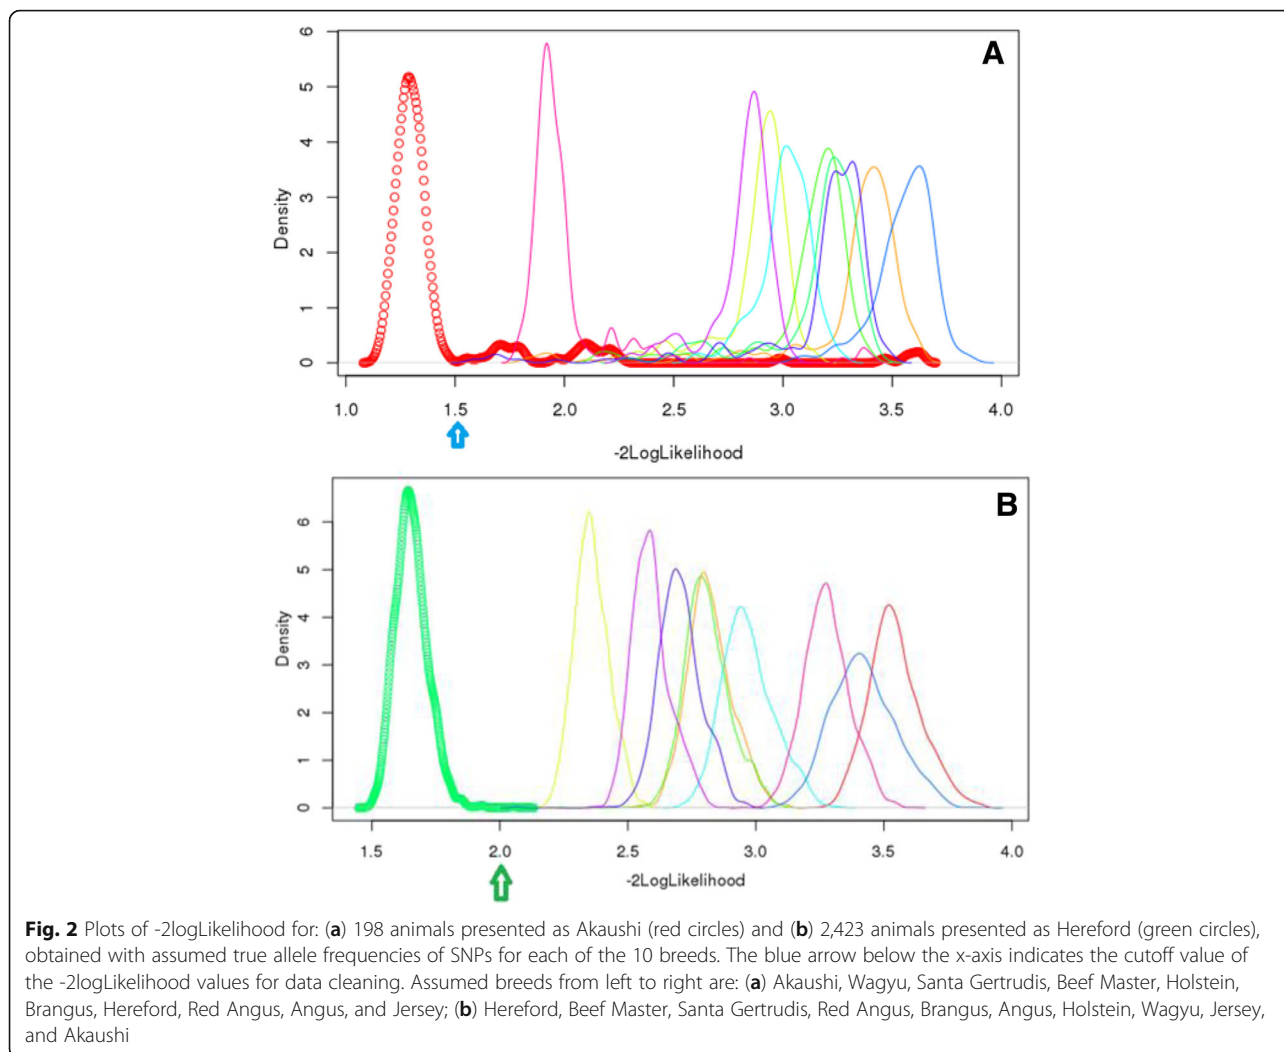 A
6
5
4
3
2
1
0
Density
1.0 1.5 2.0 2.5 3.0 3.5 4.0
-2LogLikelihood
B
6
5
4
3
2
1
0
Density
1.5 2.0 2.5 3.0 3.5 4.0
-2LogLikelihood
Fig. 2 Plots of -2logLikelihood for: (a) 198 animals presented as Akaushi (red circles) and (b) 2,423 animals presented as Hereford (green circles),
obtained with assumed true allele frequencies of SNPs for each of the 10 breeds. The blue arrow below the x-axis indicates the cutoff value of
the -2logLikelihood values for data cleaning. Assumed breeds from left to right are: (a) Akaushi, Wagyu, Santa Gertrudis, Beef Master, Holstein,
Brangus, Hereford, Red Angus, Angus, and Jersey; (b) Hereford, Beef Master, Santa Gertrudis, Red Angus, Brangus, Angus, Holstein, Wagyu, Jersey,
and Akaushi